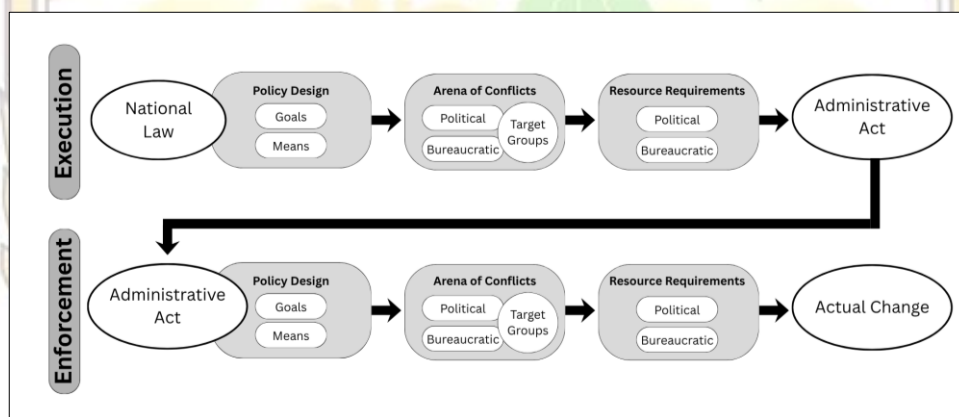 Execution
National
Law
Policy Design
Goals
Means
Arena of Conflicts
Political
Bureaucratic
Target
Groups
Resource Requirements
Political
Bureaucratic
Administrative
Act
Enforcement
Administrative
Act
Policy Design
Goals
Means
Arena of Conflicts
Political
Bureaucratic
Target
Groups
Resource Requirements
Political
Bureaucratic
Actual Change